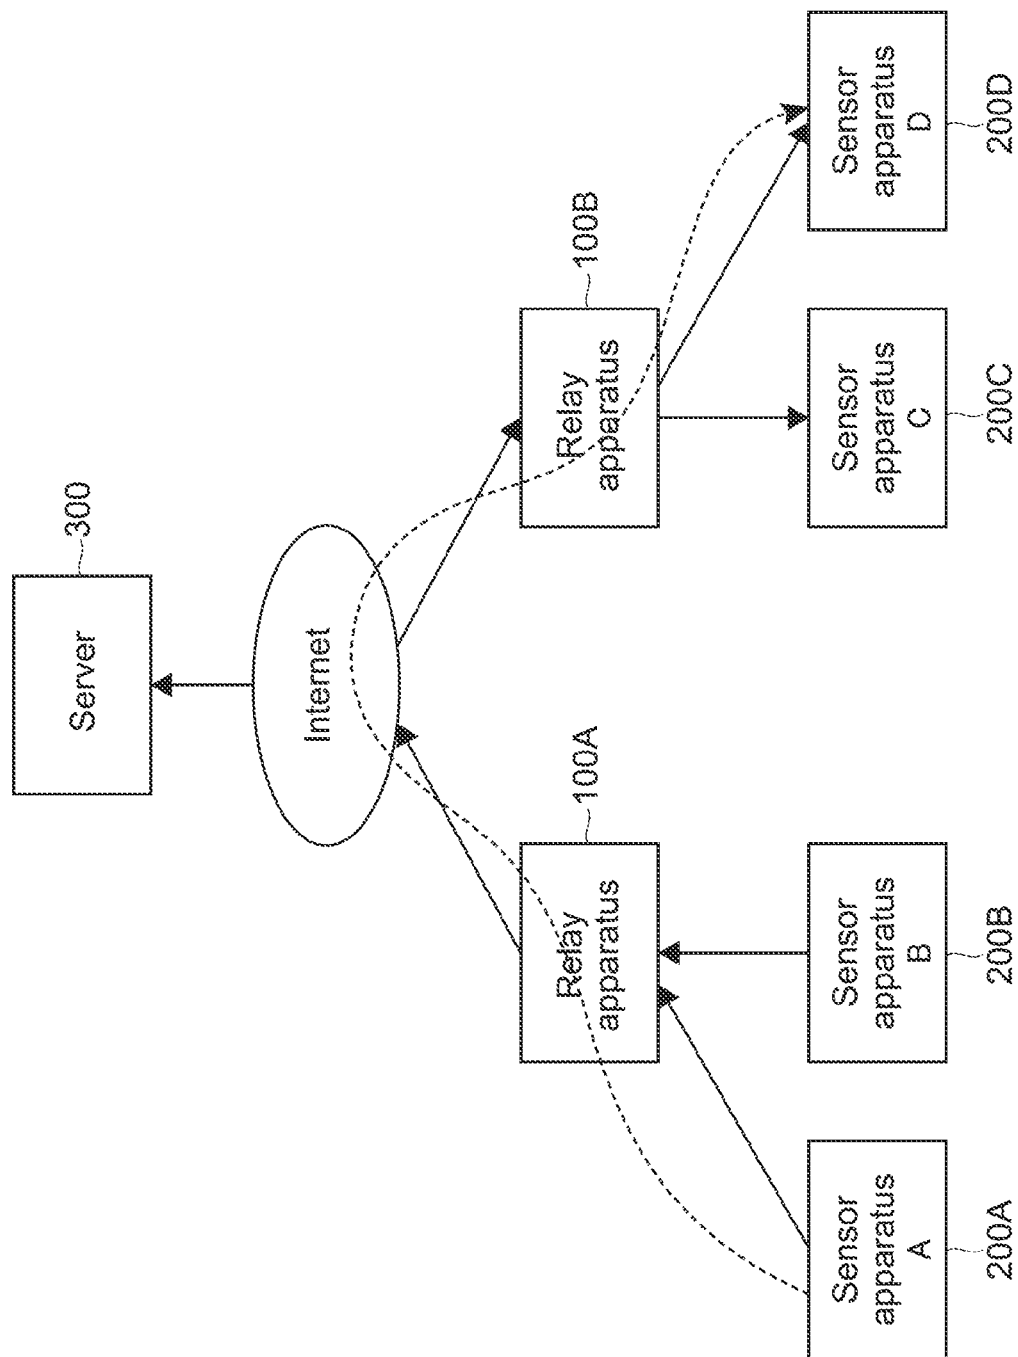 Server
300
Internet
Relay
apparatus
100A
Relay
apparatus
100B
Sensor
apparatus
A
200A
Sensor
apparatus
B
200B
Sensor
apparatus
C
200C
Sensor
apparatus
D
200D